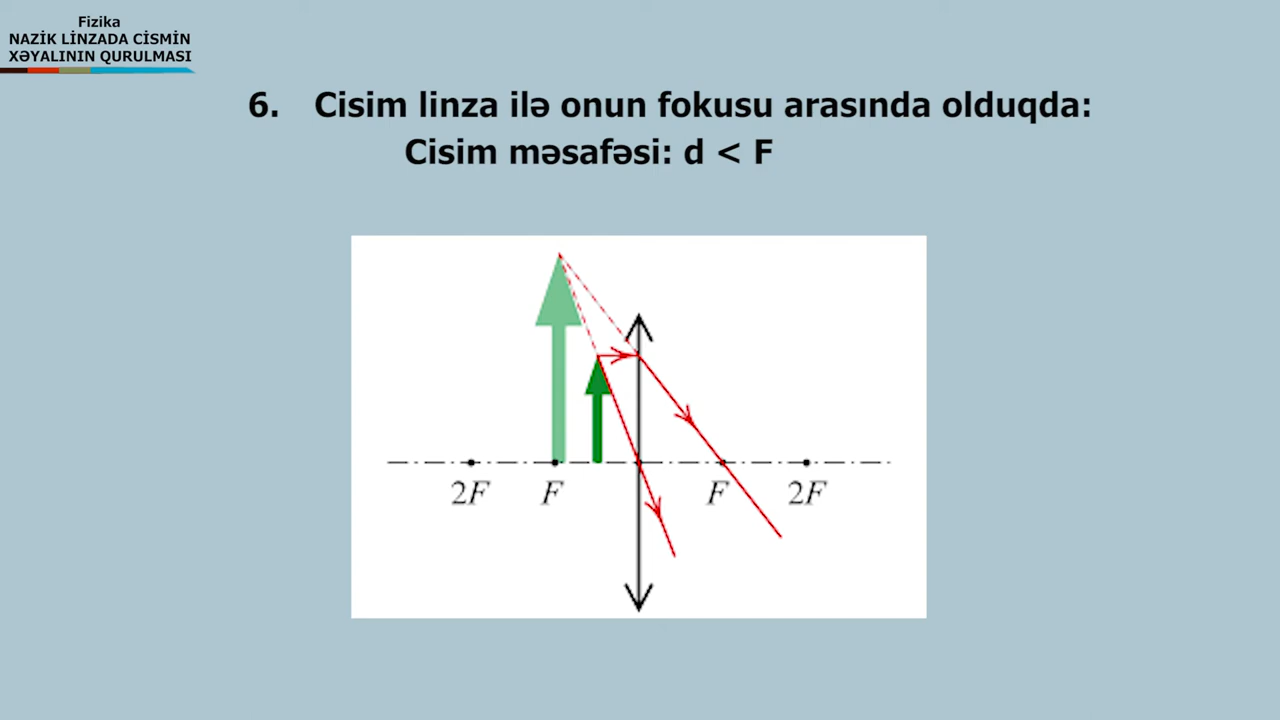 Fizika
NAZİK LİNZADA CİSMİN
XƏYALININ QURULMASI
6. Cisim linza ilə onun fokusu arasında olduqda:
Cisim məsafəsi: d < F
2F F F 2F